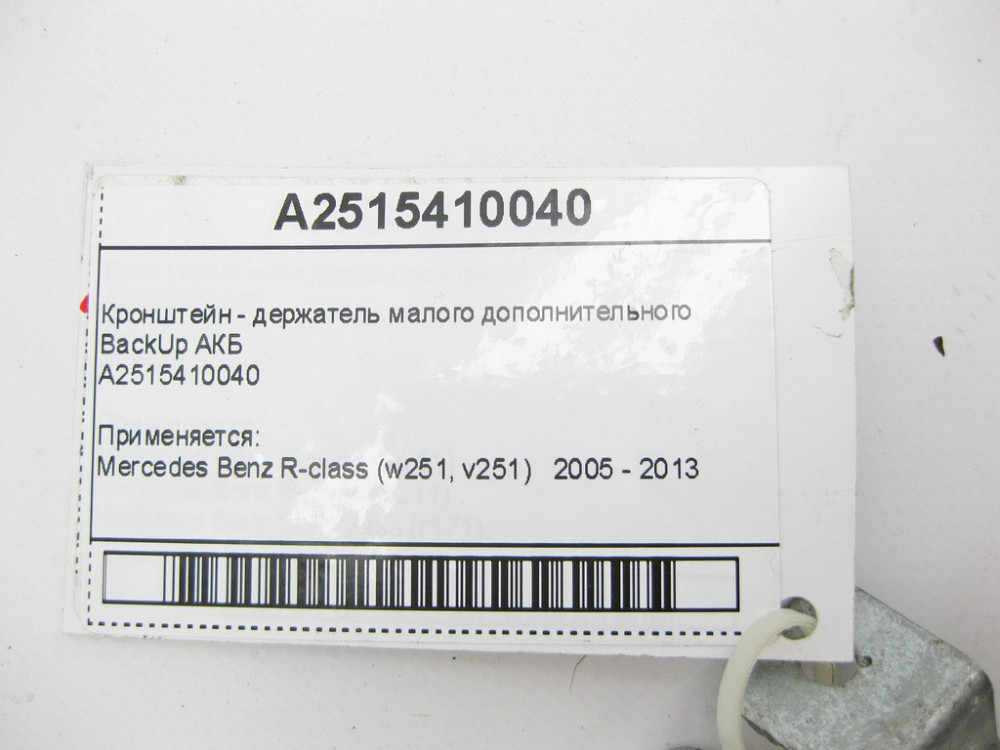 A2515410040
Кронштейн - держатель малого дополнительного
BackUp АКБ
A2515410040
Применяется:
Mercedes Benz R-class (w251, v251) 2005 - 2013